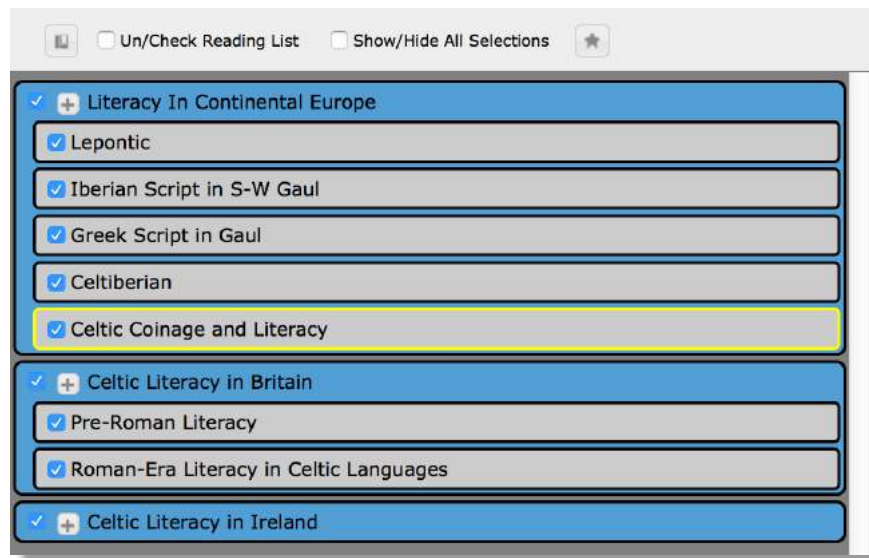 Un/Check Reading List Show/Hide All Selections
Literacy In Continental Europe
Lepontic
Iberian Script in S-W Gaul
Greek Script in Gaul
Celtiberian
Celtic Coinage and Literacy
Celtic Literacy in Britain
Pre-Roman Literacy
Roman-Era Literacy in Celtic Languages
Celtic Literacy in Ireland